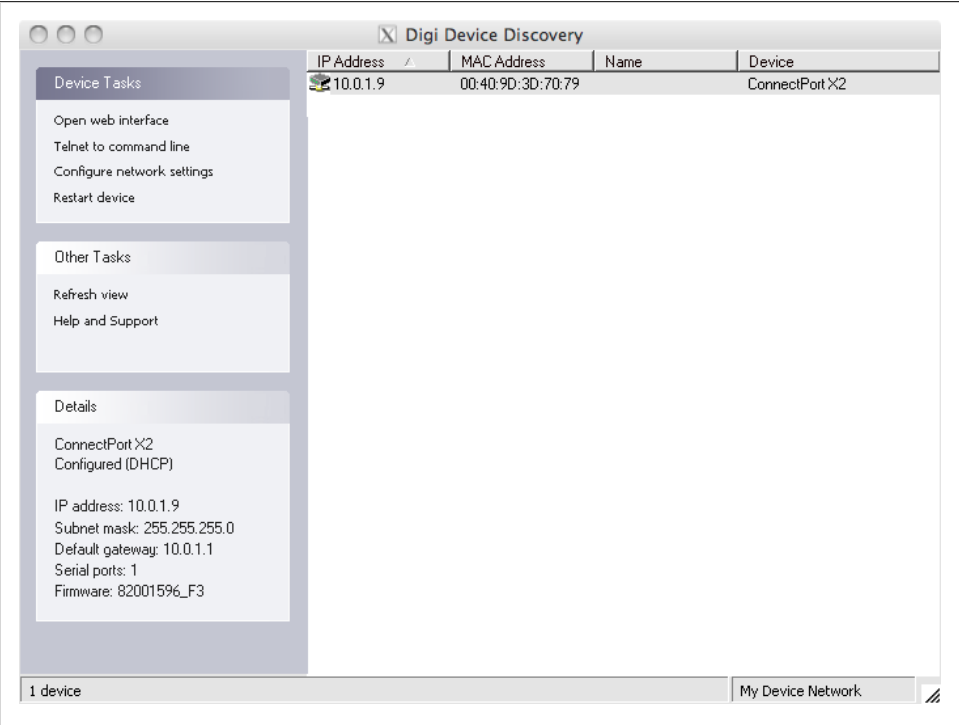 Digi Device Discovery
Device Tasks
Open web interface
Telnet to command line
Configure network settings
Restart device
Other Tasks
Refresh view
Help and Support
Details
ConnectPort X2
Configured (DHCP)
IP address: 10.0.1.9
Subnet mask: 255.255.255.0
Default gateway: 10.0.1.1
Serial ports: 1
Firmware: 82001596_F3
IP Address MAC Address Name Device
10.0.1.9 00:40:9D:3D:70:79 ConnectPort X2
1 device My Device Network